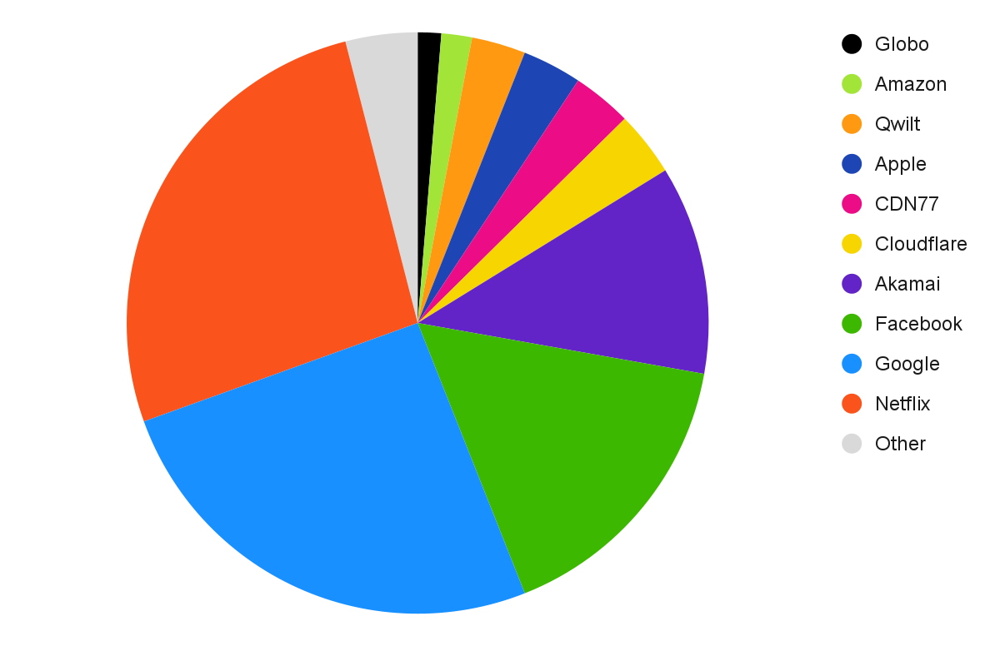 Globo
Amazon
Qwilt
Apple
CDN77
Cloudflare
Akamai
Facebook
Google
Netflix
Other